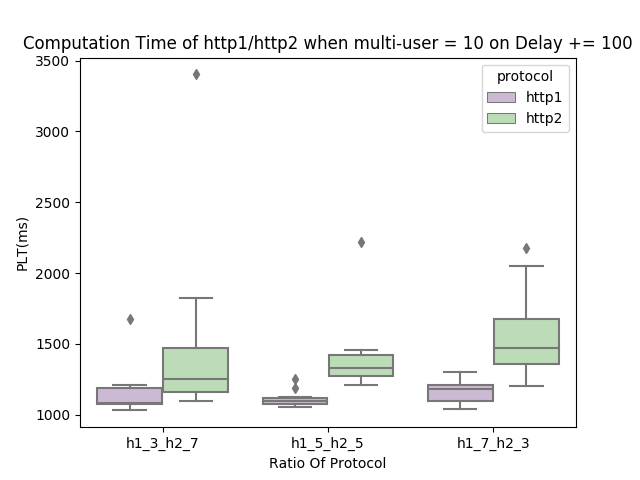 Computation Time of http1/http2 when multi-user = 10 on Delay += 100
protocol
http1
http2
PLT(ms)
3500
3000
2500
2000
1500
1000
h1_3_h2_7
h1_5_h2_5
h1_7_h2_3
Ratio Of Protocol